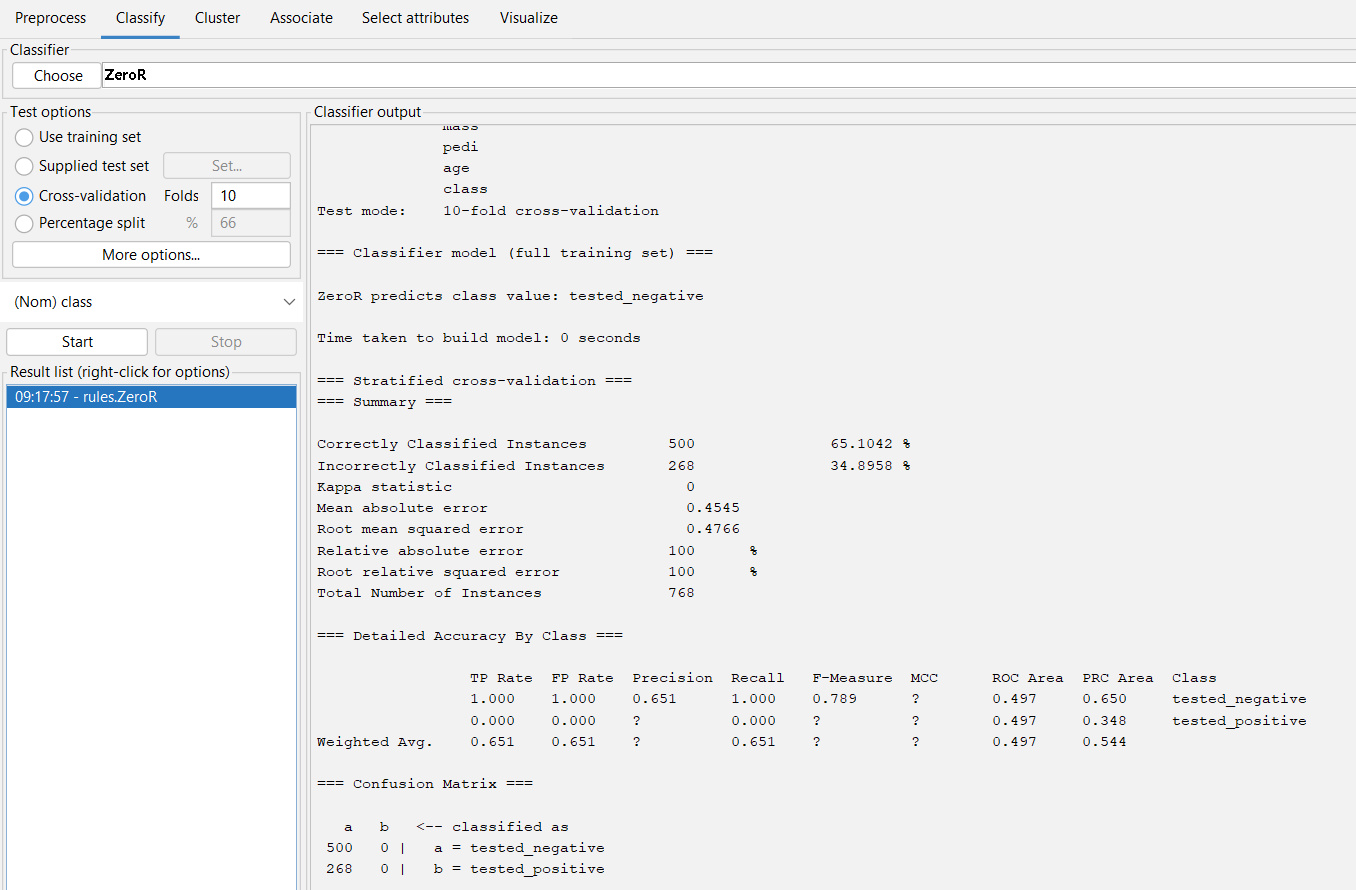 Preprocess Classify Cluster Associate Select attributes Visualize
Classifier
Choose ZeroR
Test options
Use training set
Supplied test set Set...
Cross-validation Folds 10
Percentage split % 66
More options...
(Nom) class
Start Stop
Result list (right-click for options)
09:17:57 - rules.ZeroR
Classifier output
mass
pedi
age
class
Test mode: 10-fold cross-validation
=== Classifier model (full training set) ===
ZeroR predicts class value: tested_negative
Time taken to build model: 0 seconds
=== Stratified cross-validation ===
=== Summary ===
Correctly Classified Instances 500 65.1042 %
Incorrectly Classified Instances 268 34.8958 %
Kappa statistic 0
Mean absolute error 0.4545
Root mean squared error 0.4766
Relative absolute error 100 %
Root relative squared error 100 %
Total Number of Instances 768
=== Detailed Accuracy By Class ===
TP Rate FP Rate Precision Recall F-Measure MCC ROC Area PRC Area Class
1.000 1.000 0.651 1.000 0.789 ? 0.497 0.650 tested_negative
0.000 0.000 ? 0.000 ? ? 0.497 0.348 tested_positive
Weighted Avg. 0.651 0.651 ? 0.651 ? ? 0.497 0.544
=== Confusion Matrix ===
a b <-- classified as
500 0 | a = tested_negative
268 0 | b = tested_positive